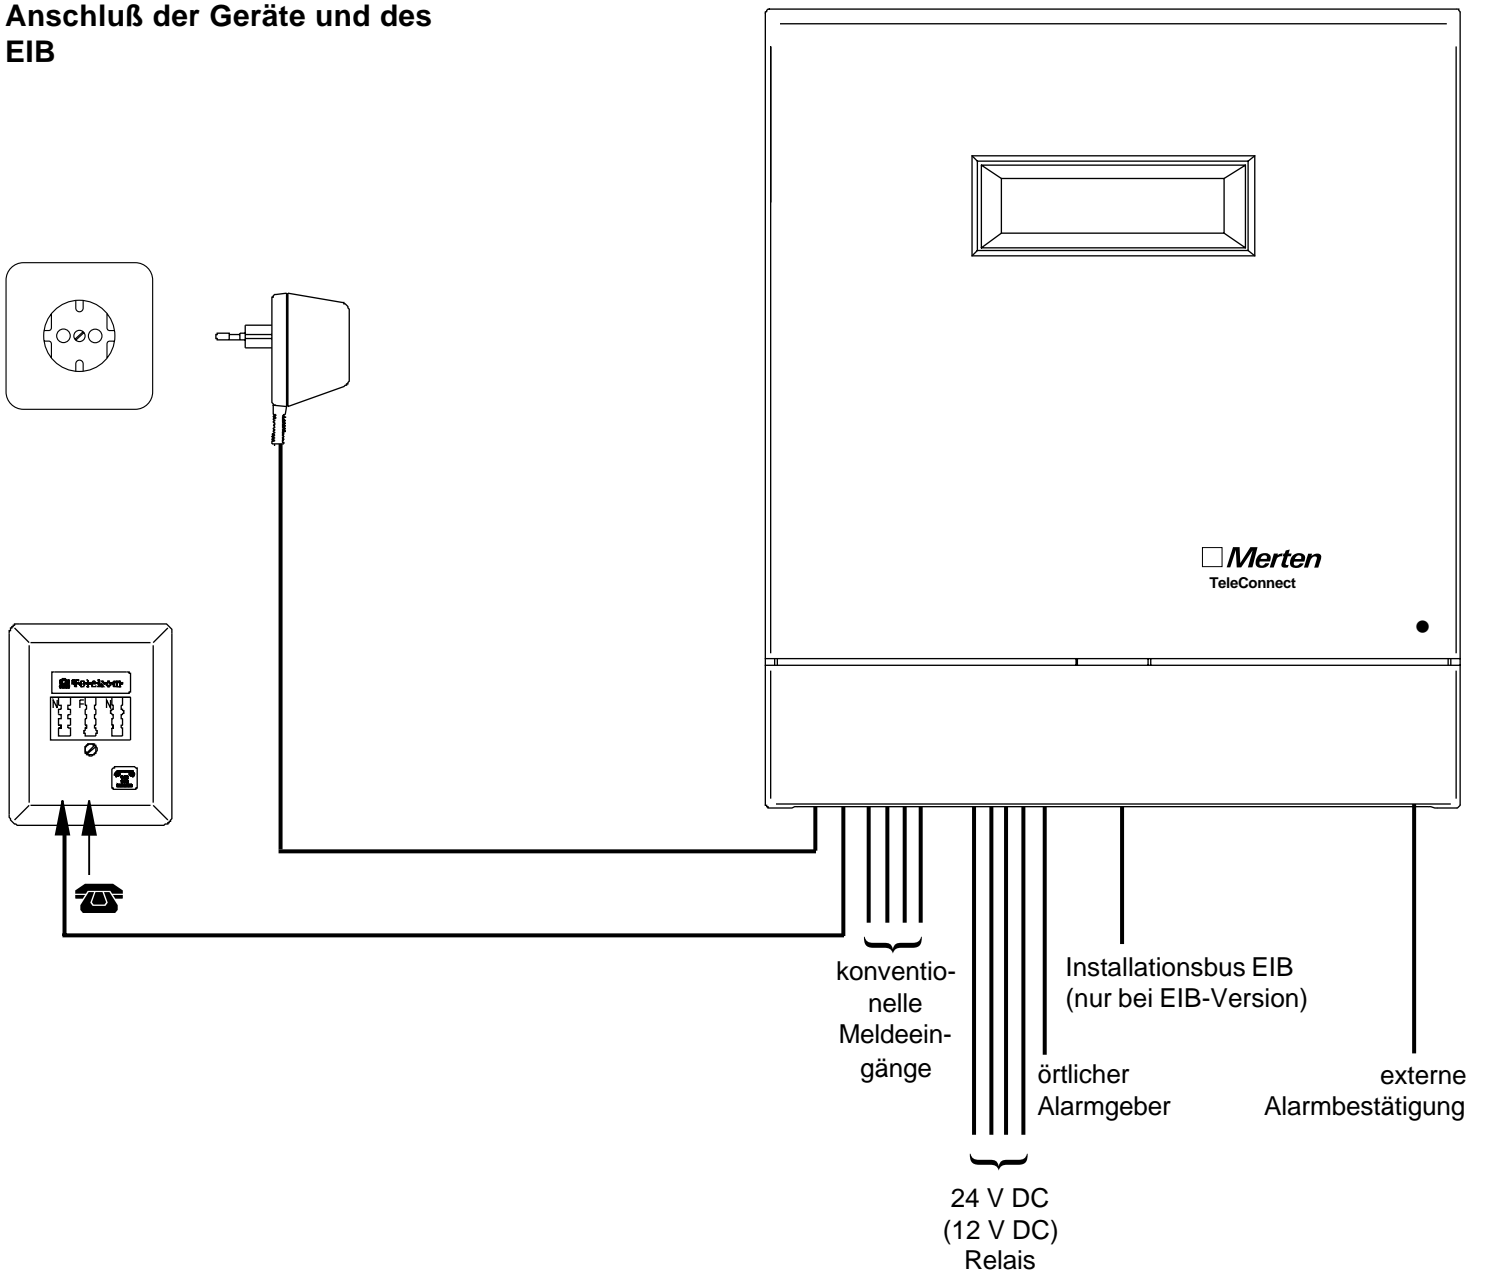 Anschluß der Geräte und des
EIB
Merten
TeleConnect
Telekom
N F N
konventio-
nelle
Meldeein-
gänge
Installationsbus EIB
(nur bei EIB-Version)
örtlicher
Alarmgeber
externe
Alarmbestätigung
24 V DC
(12 V DC)
Relais